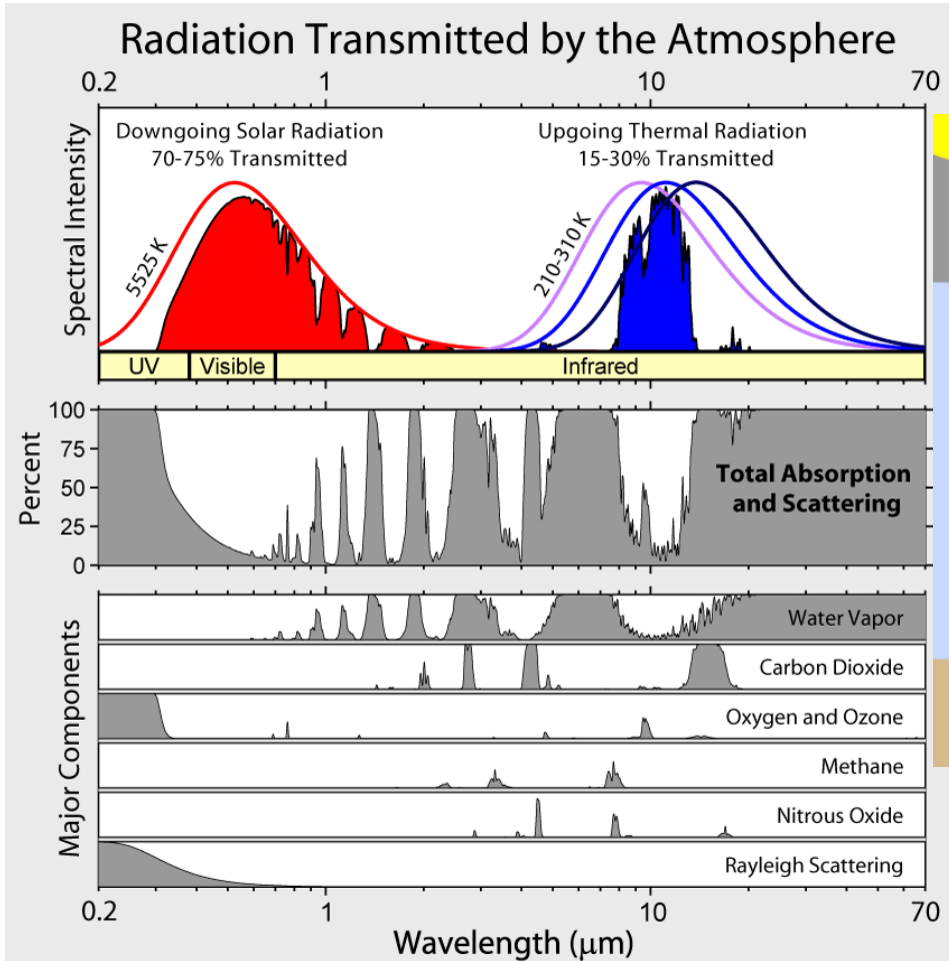 Radiation Transmitted by the Atmosphere
0.2 1 10 70
Spectral Intensity
Downgoing Solar Radiation
70-75% Transmitted
Upgoing Thermal Radiation
15-30% Transmitted
5525 K
210-310 K
UV Visible Infrared
Percent
100
75
50
25
0
Total Absorption
and Scattering
Major Components
Water Vapor
Carbon Dioxide
Oxygen and Ozone
Methane
Nitrous Oxide
Rayleigh Scattering
0.2 1 10 70
Wavelength (μm)